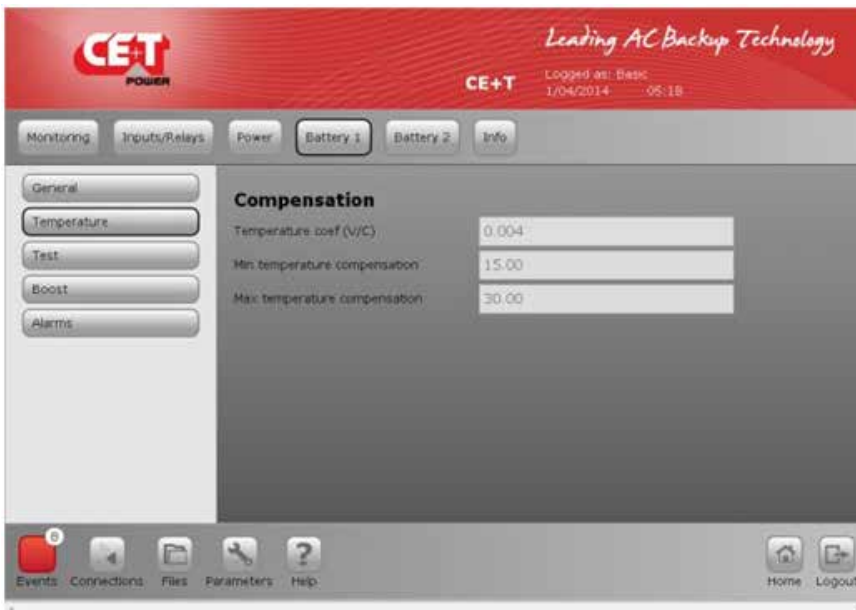 CE+T
POWER
Leading AC Backup Technology
CE+T
Logged as: Basic
1/04/2014 05:18
Monitoring Inputs/Relays Power Battery 1 Battery 2 Info
General
Temperature
Test
Boost
Alarms
Compensation
Temperature coef (V/C) 0.004
Min temperature compensation 15.00
Max temperature compensation 30.00
8
Events Connections Files Parameters ? Help Home Logout